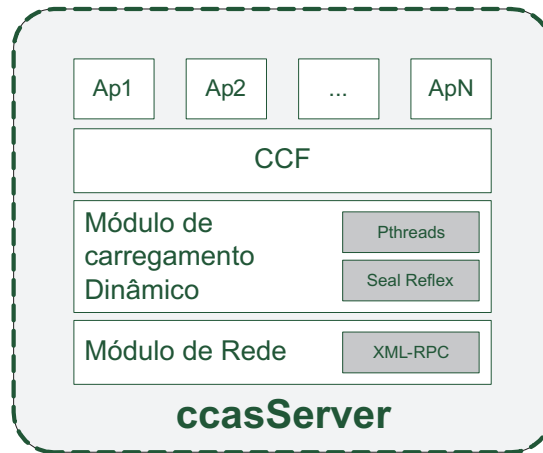 Ap1 Ap2 ... ApN
CCF
Módulo de
carregamento
Dinâmico
Pthreads
Seal Reflex
Módulo de Rede
XML-RPC
ccasServer